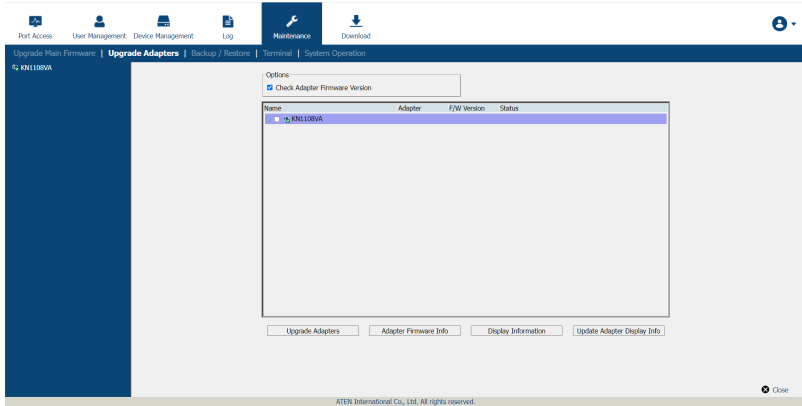 Port Access User Management Device Management Log Maintenance Download
Upgrade Main Firmware | Upgrade Adapters | Backup / Restore | Terminal | System Operation
KN1108VA
Options
Check Adapter Firmware Version
Name Adapter F/W Version Status
KN1108VA
Upgrade Adapters Adapter Firmware Info Display Information Update Adapter Display Info
Close
ATEN International Co., Ltd. All rights reserved.